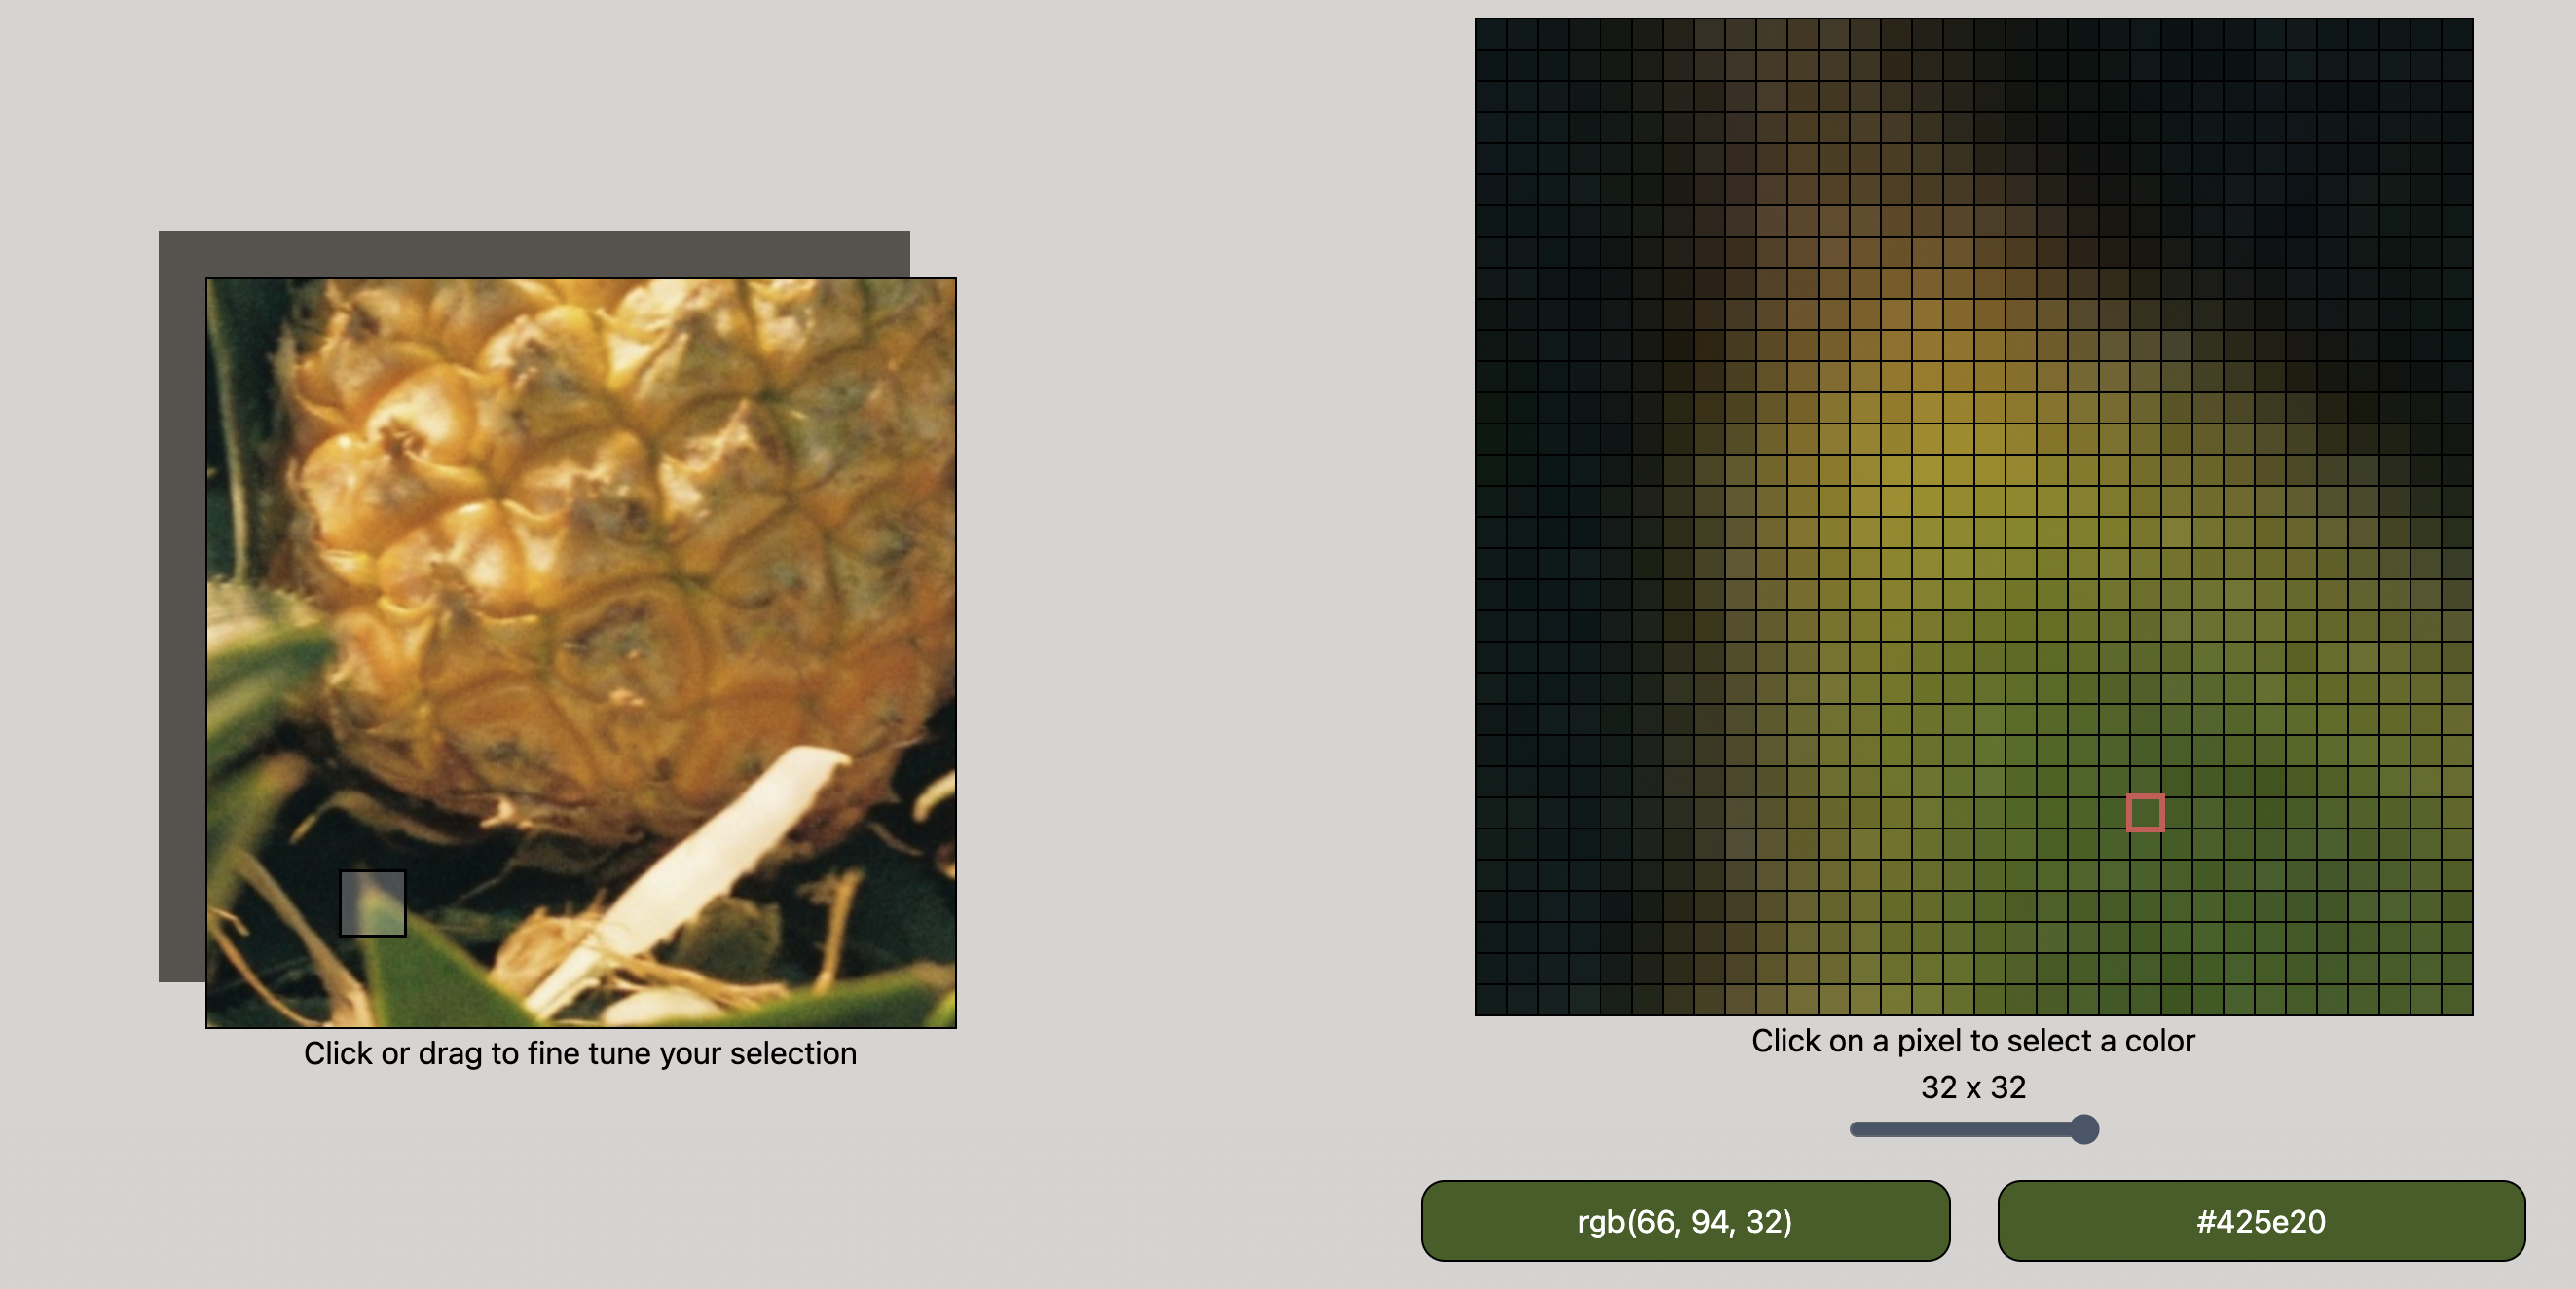 Click or drag to fine tune your selection
Click on a pixel to select a color
32 x 32
rgb(66, 94, 32)
#425e20